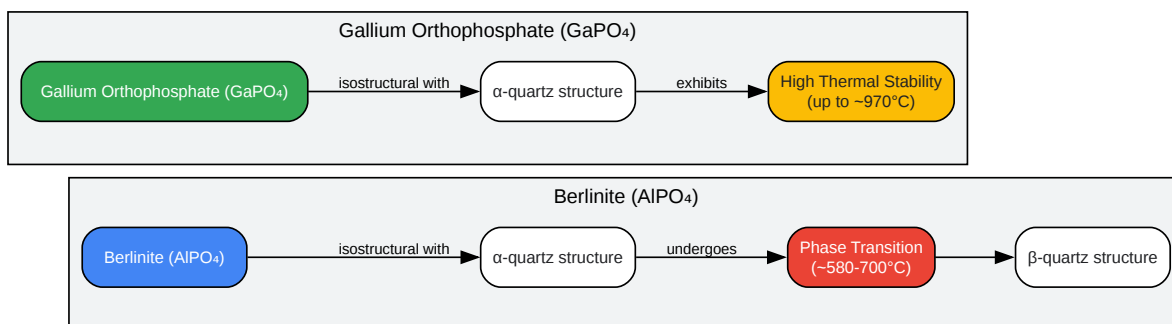 Gallium Orthophosphate (GaPO₄)
Gallium Orthophosphate (GaPO₄)
isostructural with
α-quartz structure
exhibits
High Thermal Stability
(up to ~970°C)
Berlinite (AlPO₄)
Berlinite (AlPO₄)
isostructural with
α-quartz structure
undergoes
Phase Transition
(~580-700°C)
β-quartz structure